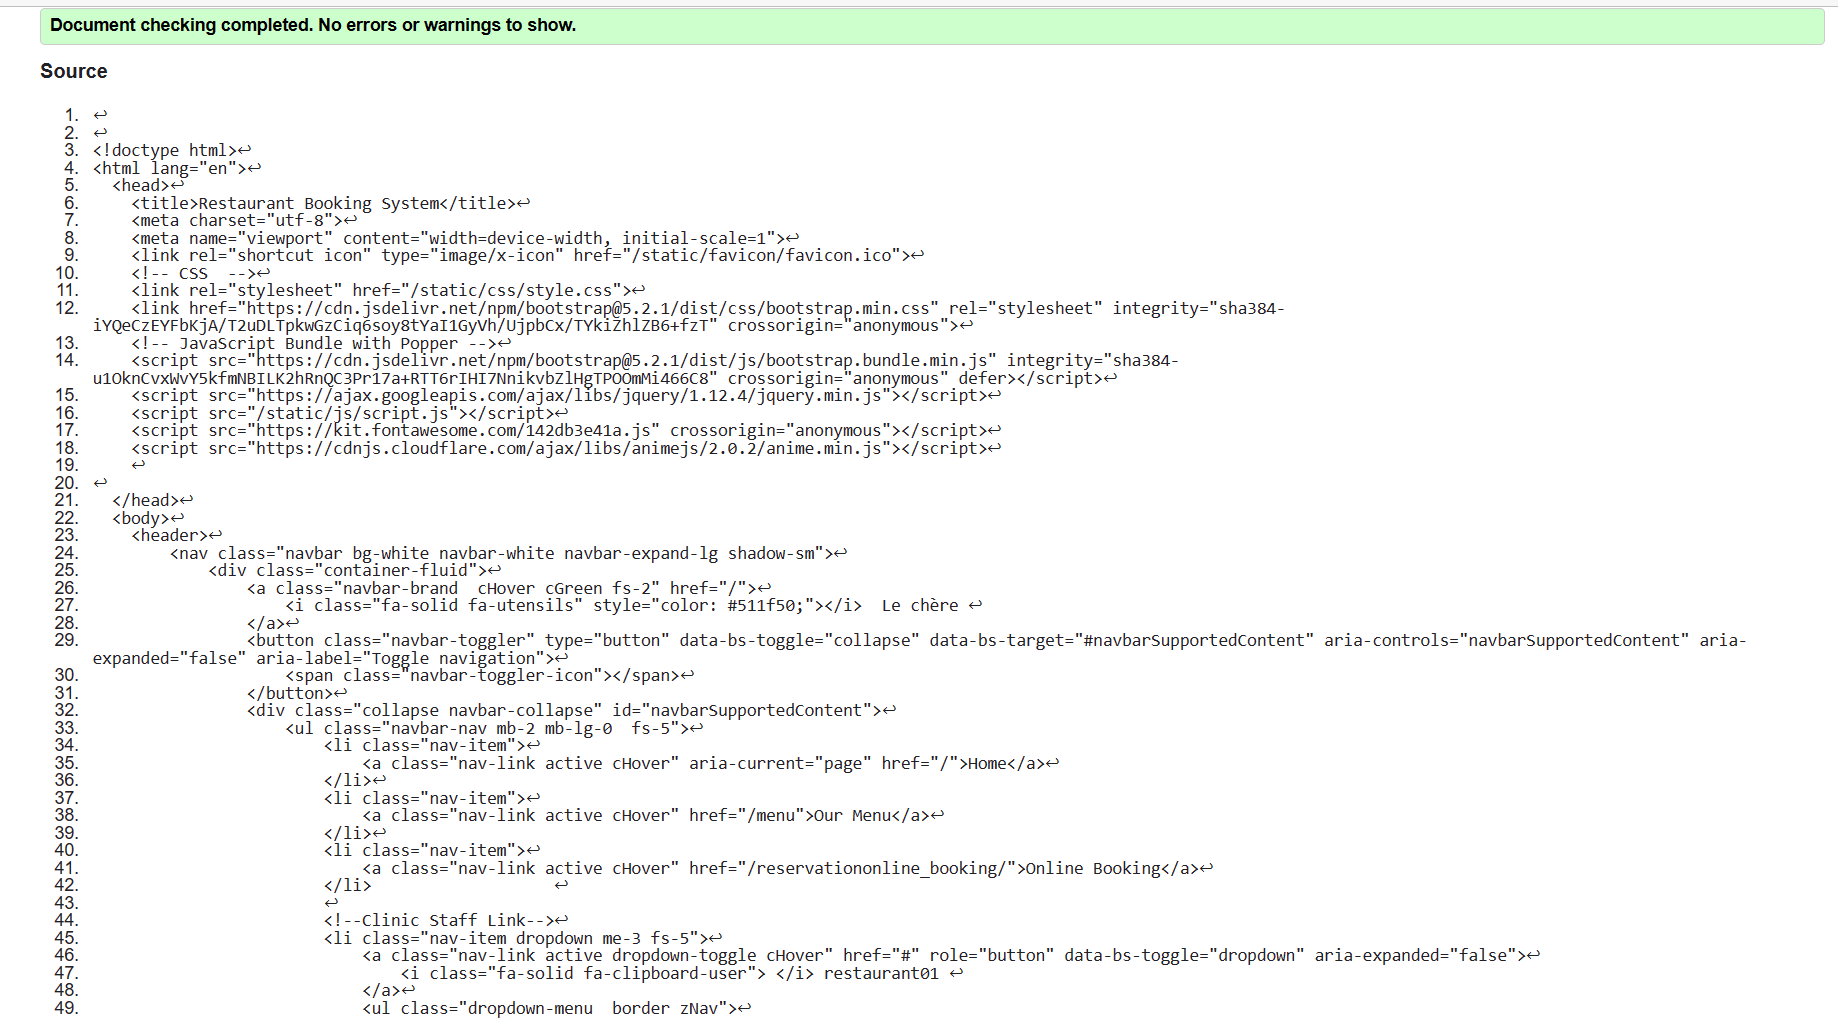 Document checking completed. No errors or warnings to show.
Source
1. ↩
2. ↩
3. <!doctype html>↩
4. <html lang="en">↩
5. <head>↩
6. <title>Restaurant Booking System</title>↩
7. <meta charset="utf-8">↩
8. <meta name="viewport" content="width=device-width, initial-scale=1">↩
9. <link rel="shortcut icon" type="image/x-icon" href="/static/favicon/favicon.ico">↩
10. <!-- CSS  -->↩
11. <link rel="stylesheet" href="/static/css/style.css">↩
12. <link href="https://cdn.jsdelivr.net/npm/bootstrap@5.2.1/dist/css/bootstrap.min.css" rel="stylesheet" integrity="sha384-
iYQeCzEYFbKjA/T2uDLTpkwGzCiq6soy8tYaI1GyVh/UjpbCx/TYkiZhlZB6+fzT" crossorigin="anonymous">↩
13. <!-- JavaScript Bundle with Popper -->↩
14. <script src="https://cdn.jsdelivr.net/npm/bootstrap@5.2.1/dist/js/bootstrap.bundle.min.js" integrity="sha384-
u1OknCvxWvY5kfmNBILK2hRnQC3Pr17a+RTT6rIHI7NnikvbZlHgTPOOmMi466C8" crossorigin="anonymous" defer></script>↩
15. <script src="https://ajax.googleapis.com/ajax/libs/jquery/1.12.4/jquery.min.js"></script>↩
16. <script src="/static/js/script.js"></script>↩
17. <script src="https://kit.fontawesome.com/142db3e41a.js" crossorigin="anonymous"></script>↩
18. <script src="https://cdnjs.cloudflare.com/ajax/libs/animejs/2.0.2/anime.min.js"></script>↩
19. ↩
20. ↩
21. </head>↩
22. <body>↩
23. <header>↩
24. <nav class="navbar bg-white navbar-white navbar-expand-lg shadow-sm">↩
25. <div class="container-fluid">↩
26. <a class="navbar-brand  cHover cGreen fs-2" href="/">↩
27. <i class="fa-solid fa-utensils" style="color: #511f50;"></i>  Le chère ↩
28. </a>↩
29. <button class="navbar-toggler" type="button" data-bs-toggle="collapse" data-bs-target="#navbarSupportedContent" aria-controls="navbarSupportedContent" aria-
expanded="false" aria-label="Toggle navigation">↩
30. <span class="navbar-toggler-icon"></span>↩
31. </button>↩
32. <div class="collapse navbar-collapse" id="navbarSupportedContent">↩
33. <ul class="navbar-nav mb-2 mb-lg-0  fs-5">↩
34. <li class="nav-item">↩
35. <a class="nav-link active cHover" aria-current="page" href="/">Home</a>↩
36. </li>↩
37. <li class="nav-item">↩
38. <a class="nav-link active cHover" href="/menu">Our Menu</a>↩
39. </li>↩
40. <li class="nav-item">↩
41. <a class="nav-link active cHover" href="/reservationonline_booking/">Online Booking</a>↩
42. </li> ↩
43. ↩
44. <!--Clinic Staff Link-->↩
45. <li class="nav-item dropdown me-3 fs-5">↩
46. <a class="nav-link active dropdown-toggle cHover" href="#" role="button" data-bs-toggle="dropdown" aria-expanded="false">↩
47. <i class="fa-solid fa-clipboard-user"> </i> restaurant01 ↩
48. </a>↩
49. <ul class="dropdown-menu  border zNav">↩